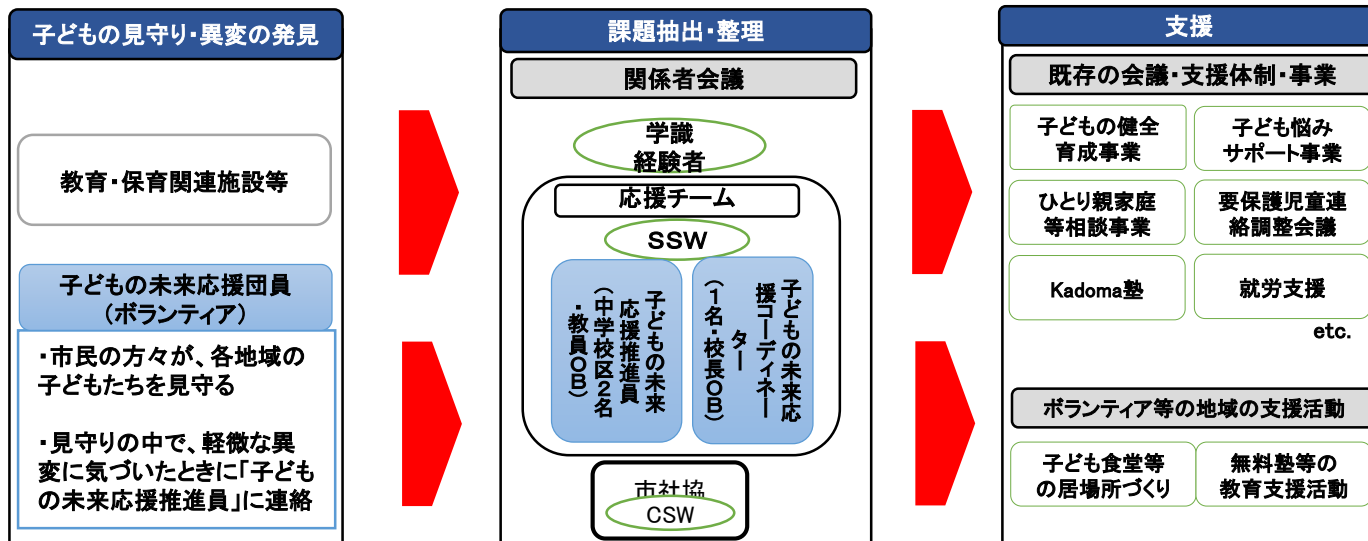 子どもの見守り・異変の発見
教育・保育関連施設等
子どもの未来応援団員
(ボランティア)
・市民の方々が、各地域の
子どもたちを見守る
・見守りの中で、軽微な異
変に気づいたときに「子ども
の未来応援推進員」に連絡
課題抽出・整理
関係者会議
学識
経験者
応援チーム
SSW
子どもの未来
応援推進員
(中学校区2名
・教員OB)
子どもの未来応
援コーディネー
ター
(1名・校長OB)
市社協
CSW
支援
既存の会議・支援体制・事業
子どもの健全
育成事業
子ども悩み
サポート事業
ひとり親家庭
等相談事業
要保護児童連
絡調整会議
Kadoma塾
就労支援
etc.
ボランティア等の地域の支援活動
子ども食堂等
の居場所づくり
無料塾等の
教育支援活動